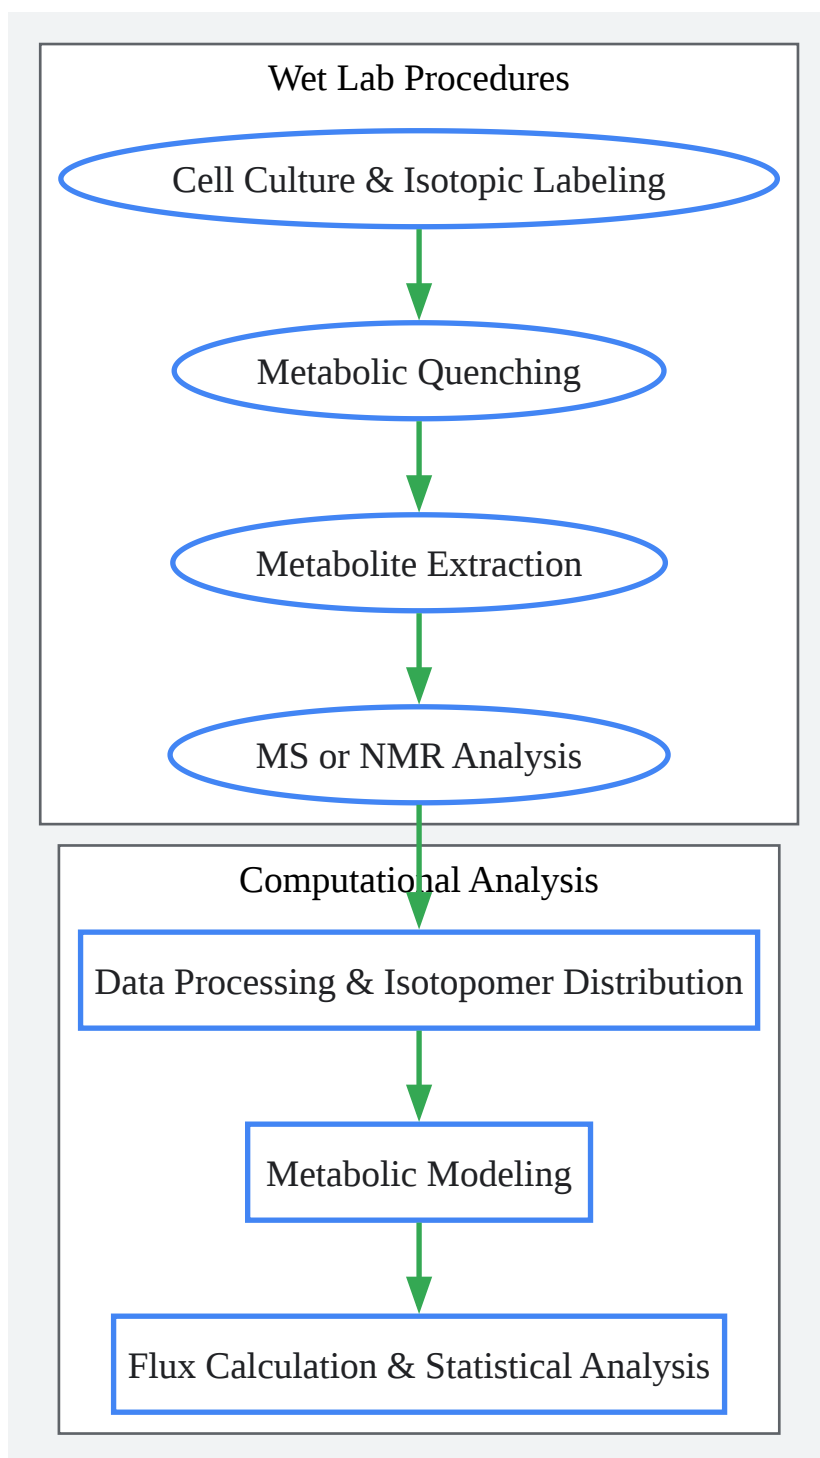 Wet Lab Procedures
Cell Culture & Isotopic Labeling
Metabolic Quenching
Metabolite Extraction
MS or NMR Analysis
Computational Analysis
Data Processing & Isotopomer Distribution
Metabolic Modeling
Flux Calculation & Statistical Analysis